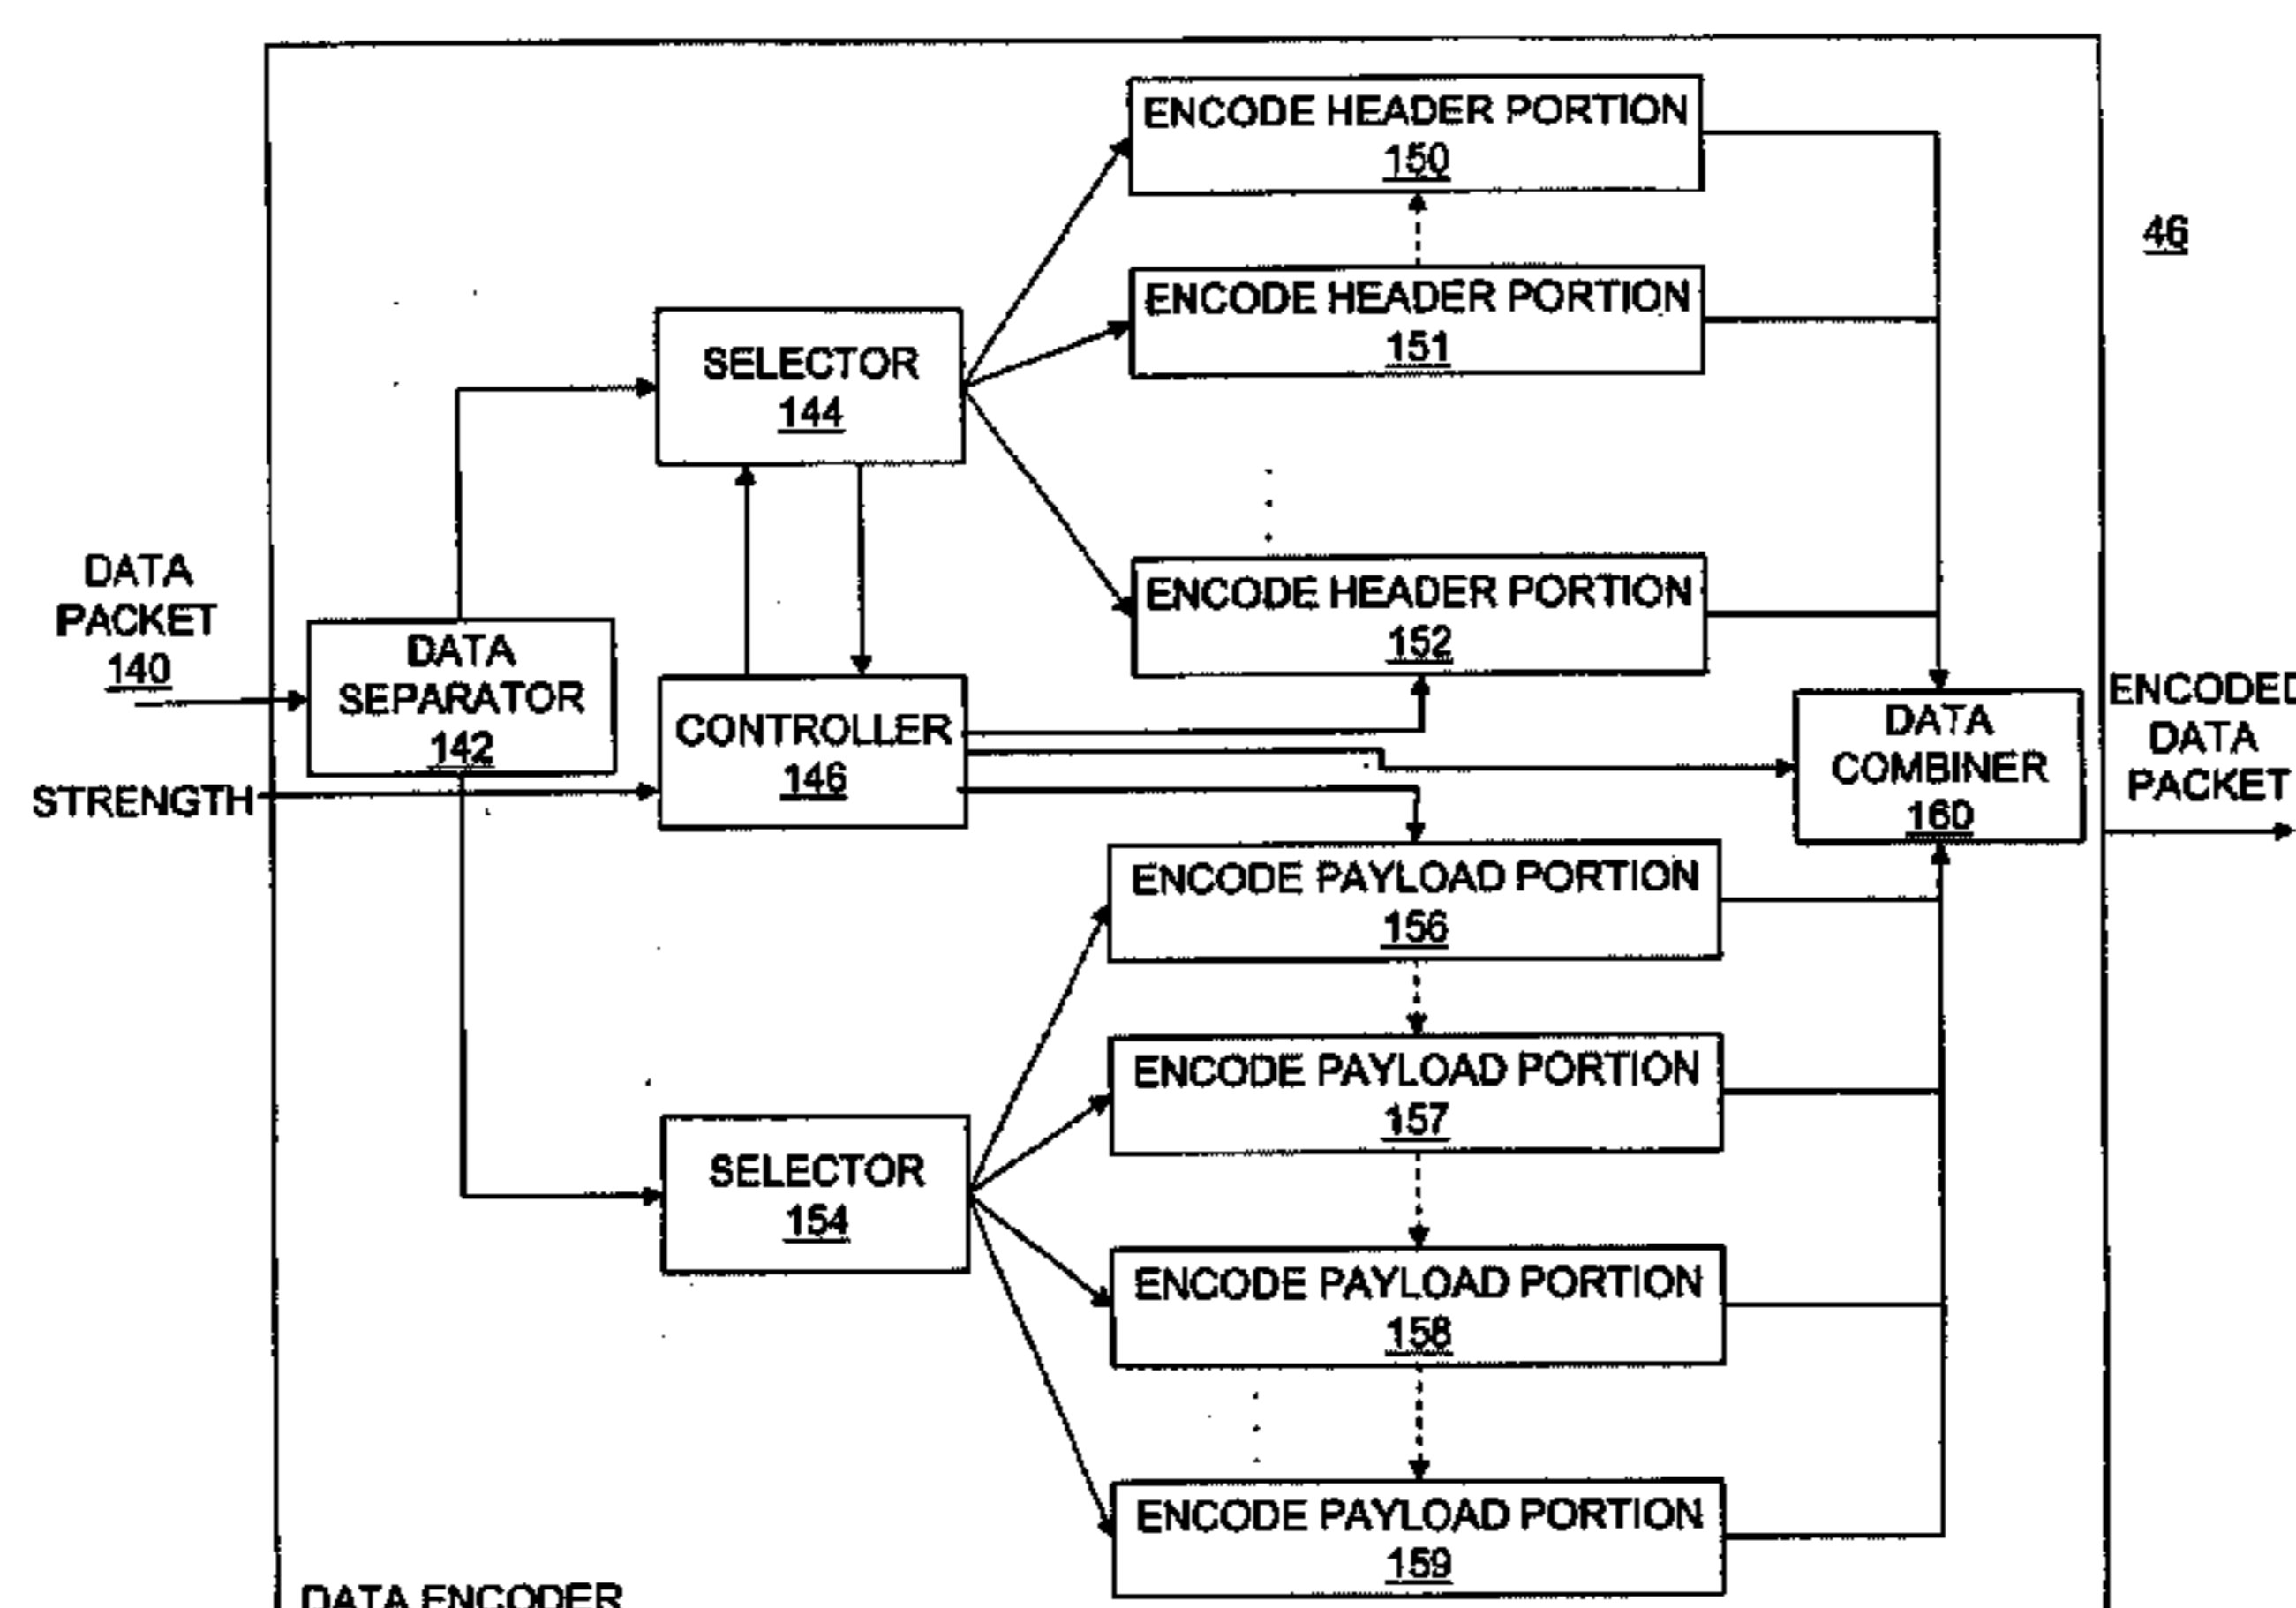 ENCODE HEADER PORTION
150
46
ENCODE HEADER PORTION
151
SELECTOR
144
ENCODE HEADER PORTION
152
DATA
PACKET
140
DATA
SEPARATOR
142
CONTROLLER
146
DATA
COMBINER
160
ENCODED
DATA
PACKET
STRENGTH
ENCODE PAYLOAD PORTION
156
ENCODE PAYLOAD PORTION
157
SELECTOR
154
ENCODE PAYLOAD PORTION
158
ENCODE PAYLOAD PORTION
159
DATA ENCODER